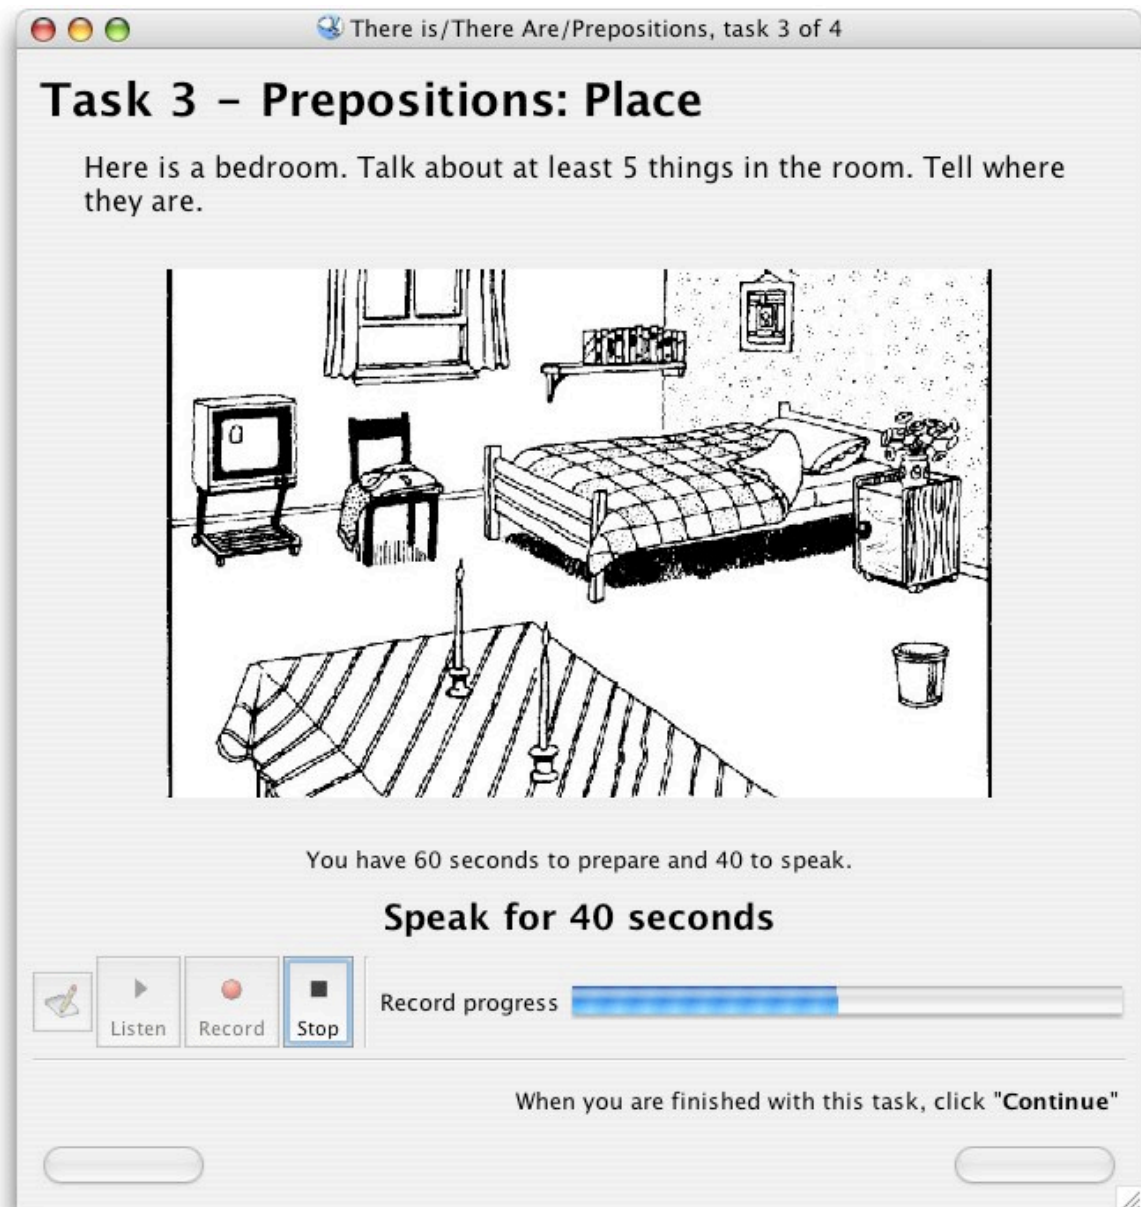 There is/There Are/Prepositions, task 3 of 4
Task 3 – Prepositions: Place
Here is a bedroom. Talk about at least 5 things in the room. Tell where
they are.
You have 60 seconds to prepare and 40 to speak.
Speak for 40 seconds
Listen Record Stop Record progress
When you are finished with this task, click "Continue"